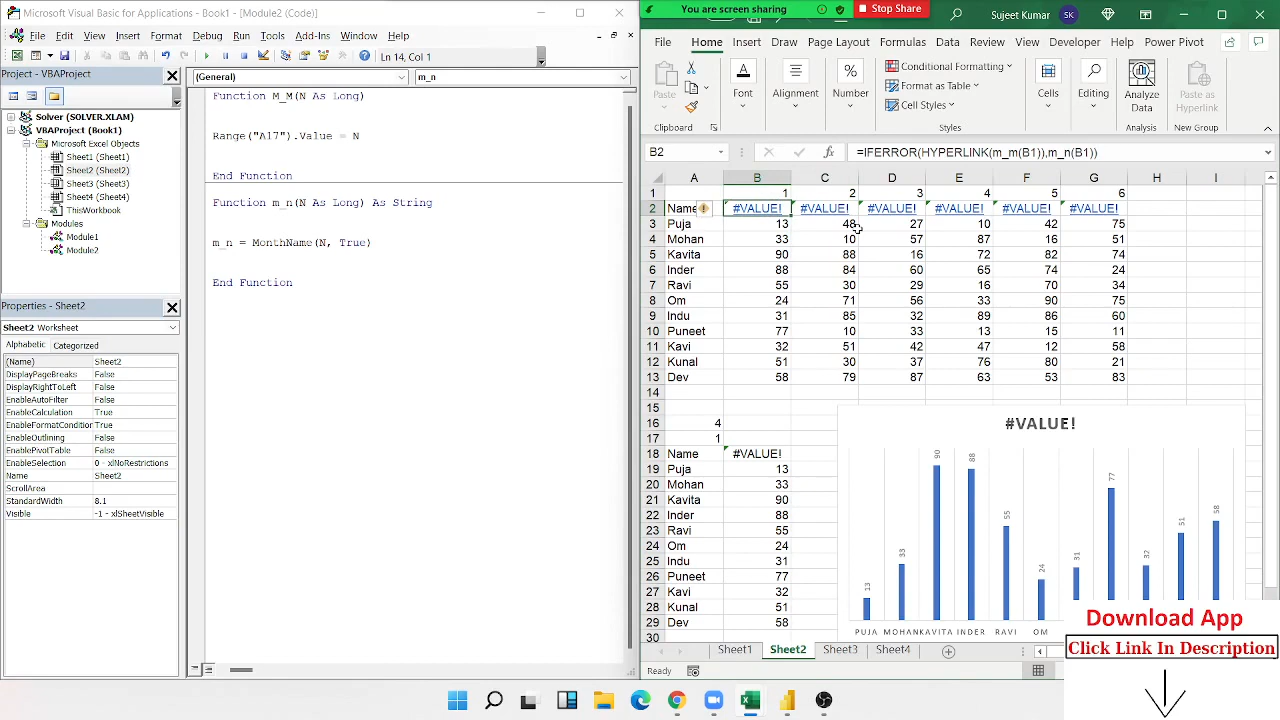 Microsoft Visual Basic for Applications - Book1 - [Module2 (Code)]
File Edit View Insert Format Debug Run Tools Add-Ins Window Help
Ln 14, Col 1
Project - VBAProject
(General)
m_n
Solver (SOLVER.XLAM)
VBAProject (Book1)
Microsoft Excel Objects
Sheet1 (Sheet1)
Sheet2 (Sheet2)
Sheet3 (Sheet3)
Sheet4 (Sheet4)
ThisWorkbook
Modules
Module1
Module2
Function M_M(N As Long)
Range("A17").Value = N
End Function
Function m_n(N As Long) As String
m_n = MonthName(N, True)
End Function
Properties - Sheet2
Sheet2 Worksheet
Alphabetic Categorized
(Name) Sheet2
DisplayPageBreaks False
DisplayRightToLeft False
EnableAutoFilter False
EnableCalculation True
EnableFormatCondition True
EnableOutlining False
EnablePivotTable False
EnableSelection 0 - xlNoRestrictions
Name Sheet2
ScrollArea
StandardWidth 8.1
Visible -1 - xlSheetVisible
You are screen sharing
Stop Share
Sujeet Kumar SK
File Home Insert Draw Page Layout Formulas Data Review View Developer Help Power Pivot
Paste
Clipboard
Font
Alignment
Number
Conditional Formatting
Format as Table
Cell Styles
Styles
Cells
Editing
Analyze Data
Analysis
Paste as Hyperlink
New Group
B2
=IFERROR(HYPERLINK(m_m(B1)),m_n(B1))
A B C D E F G H I
1 1 2 3 4 5 6
2 Name #VALUE! #VALUE! #VALUE! #VALUE! #VALUE! #VALUE!
3 Puja 13 48 27 10 42 75
4 Mohan 33 10 57 87 16 51
5 Kavita 90 88 16 72 82 74
6 Inder 88 84 60 65 74 24
7 Ravi 55 30 29 16 70 34
8 Om 24 71 56 33 90 75
9 Indu 31 85 32 89 86 60
10 Puneet 77 10 33 13 15 11
11 Kavi 32 51 42 47 12 58
12 Kunal 51 30 37 76 80 21
13 Dev 58 79 87 63 53 83
14
15
16 4
17 1
18 Name #VALUE!
19 Puja 13
20 Mohan 33
21 Kavita 90
22 Inder 88
23 Ravi 55
24 Om 24
25 Indu 31
26 Puneet 77
27 Kavi 32
28 Kunal 51
29 Dev 58
30
#VALUE!
13 33 90 88 55 24 31 77 32 51 58
PUJA MOHAN KAVITA INDER RAVI OM
Sheet1 Sheet2 Sheet3 Sheet4
Ready
Download App
Click Link In Description